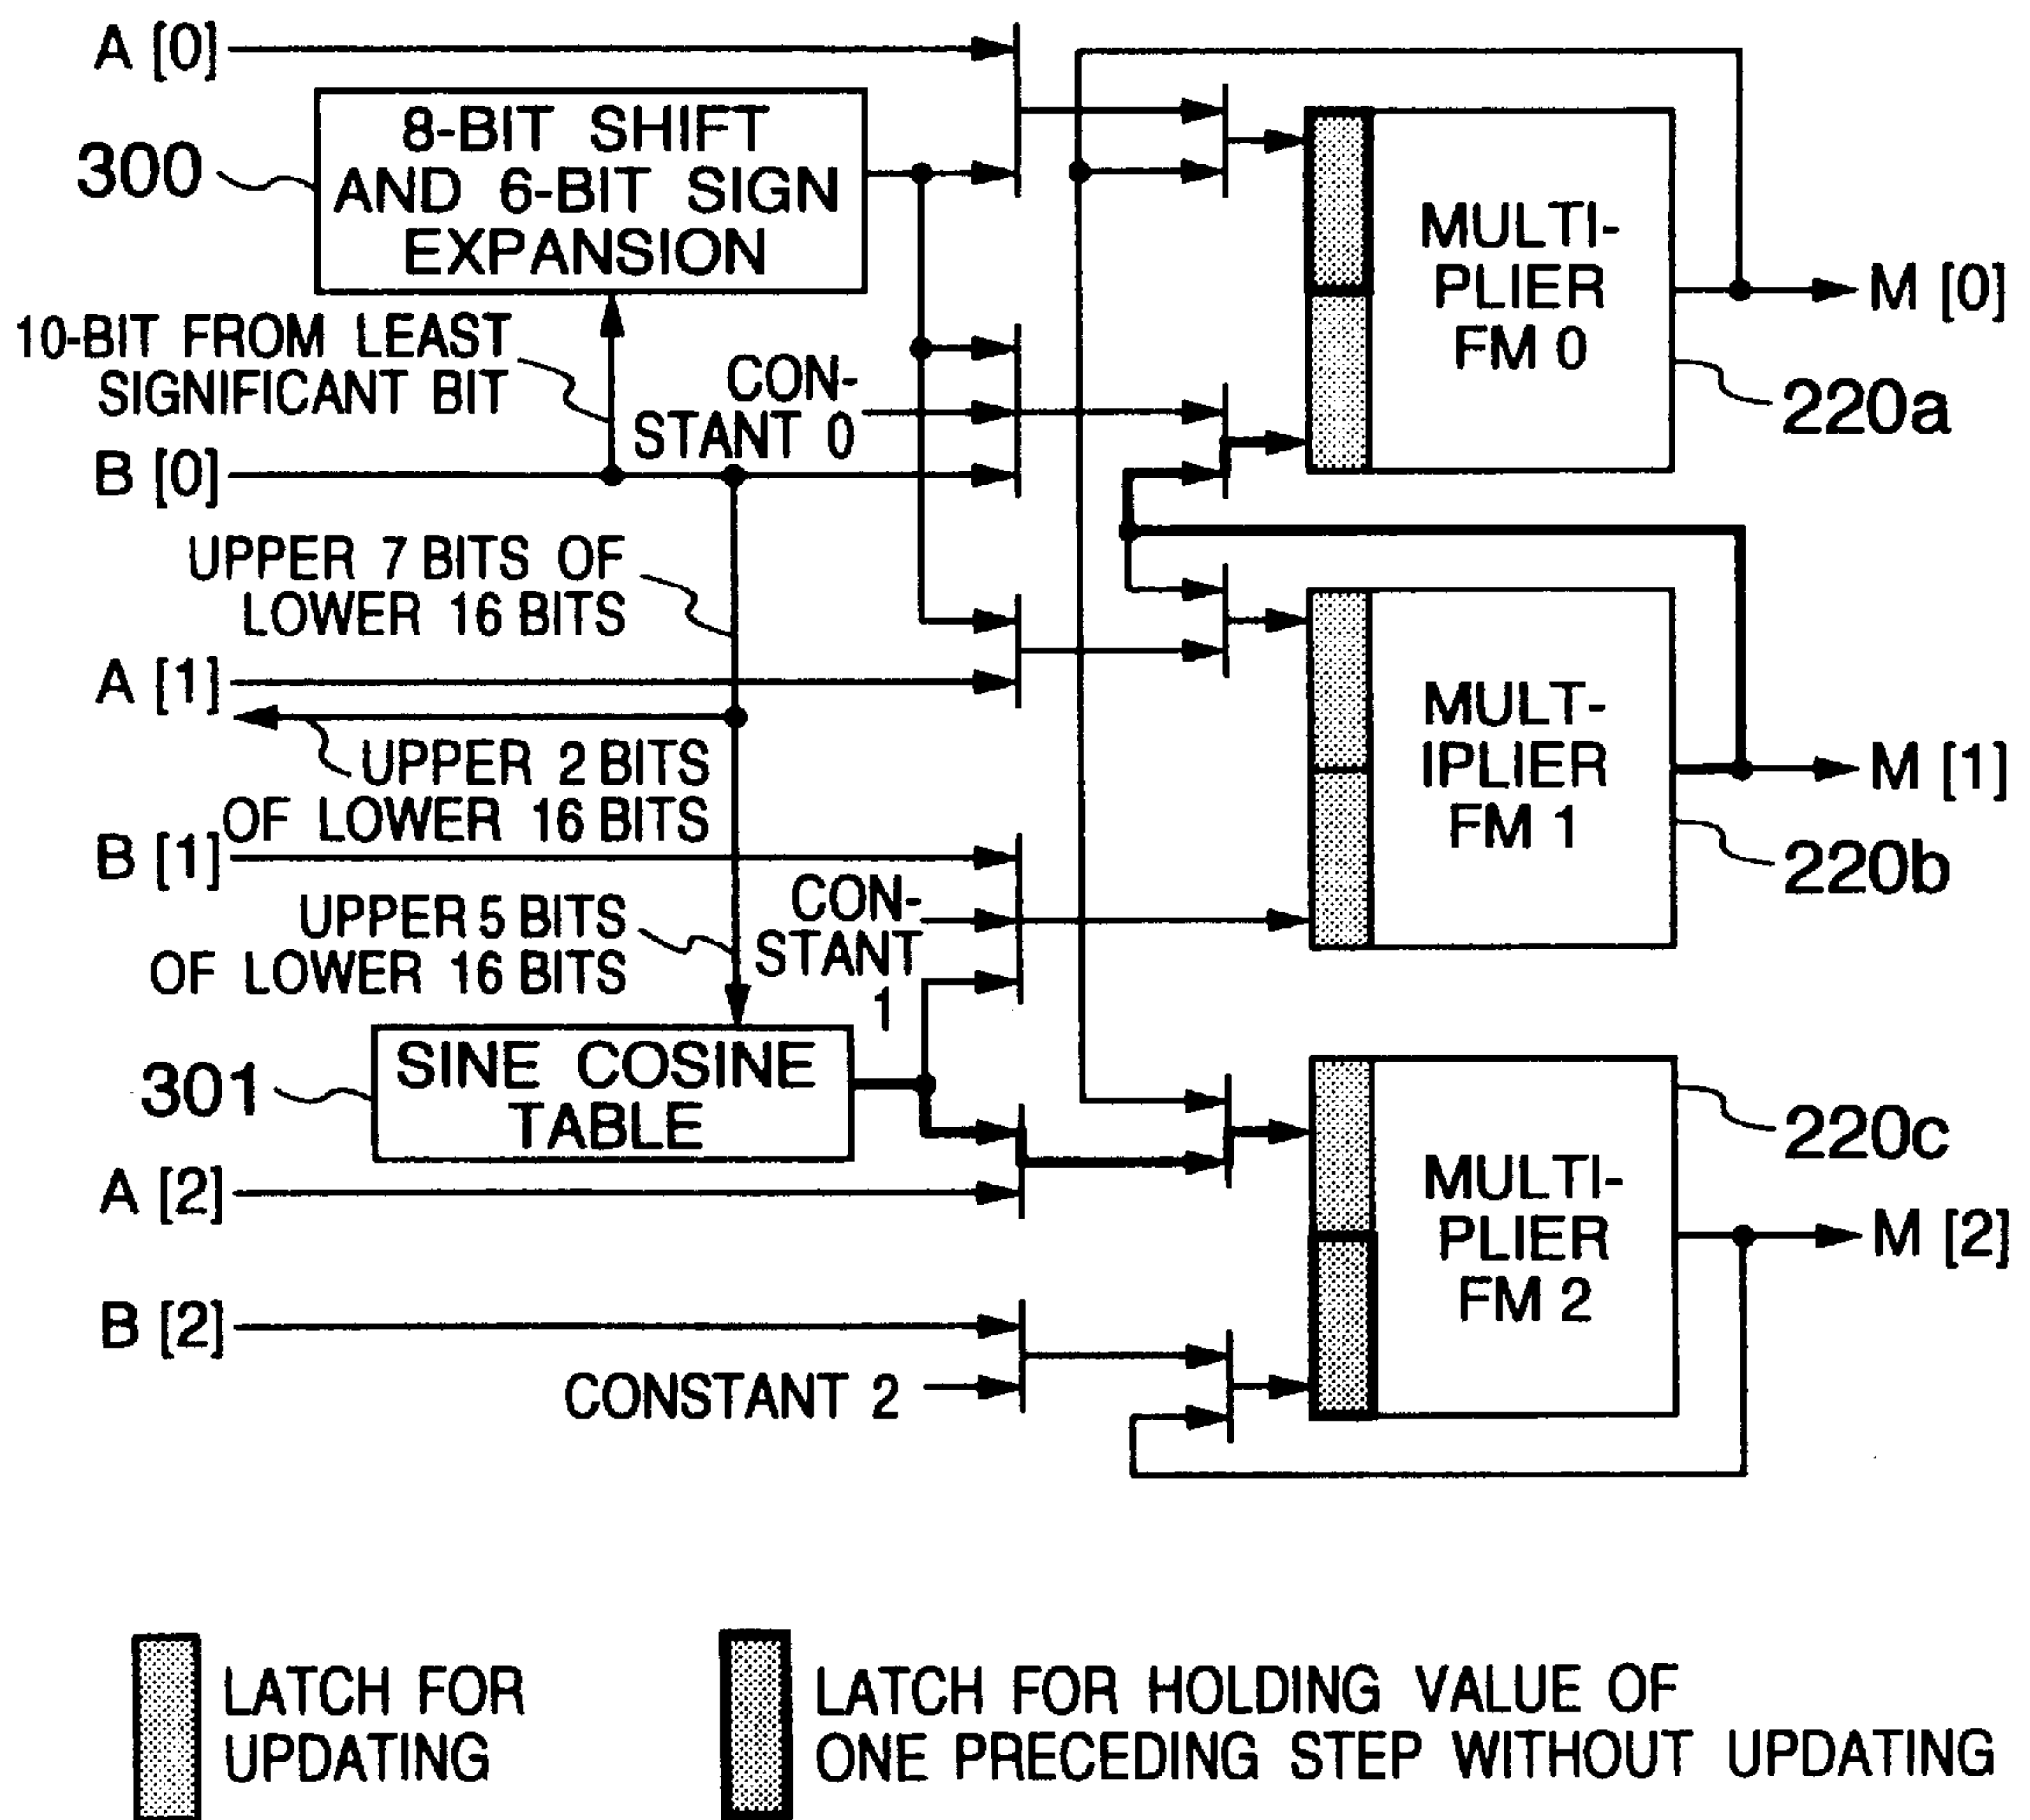 A [0]
8-BIT SHIFT
AND 6-BIT SIGN
EXPANSION
300
MULTI-
PLIER
FM 0
M [0]
10-BIT FROM LEAST
SIGNIFICANT BIT
CON-
STANT 0
220a
B [0]
UPPER 7 BITS OF
LOWER 16 BITS
A [1]
MULT-
IPLIER
FM 1
M [1]
UPPER 2 BITS
OF LOWER 16 BITS
B [1]
220b
UPPER 5 BITS
OF LOWER 16 BITS
CON-
STANT
1
SINE COSINE
TABLE
301
220c
A [2]
MULTI-
PLIER
FM 2
M [2]
B [2]
CONSTANT 2
LATCH FOR
UPDATING
LATCH FOR HOLDING VALUE OF
ONE PRECEDING STEP WITHOUT UPDATING